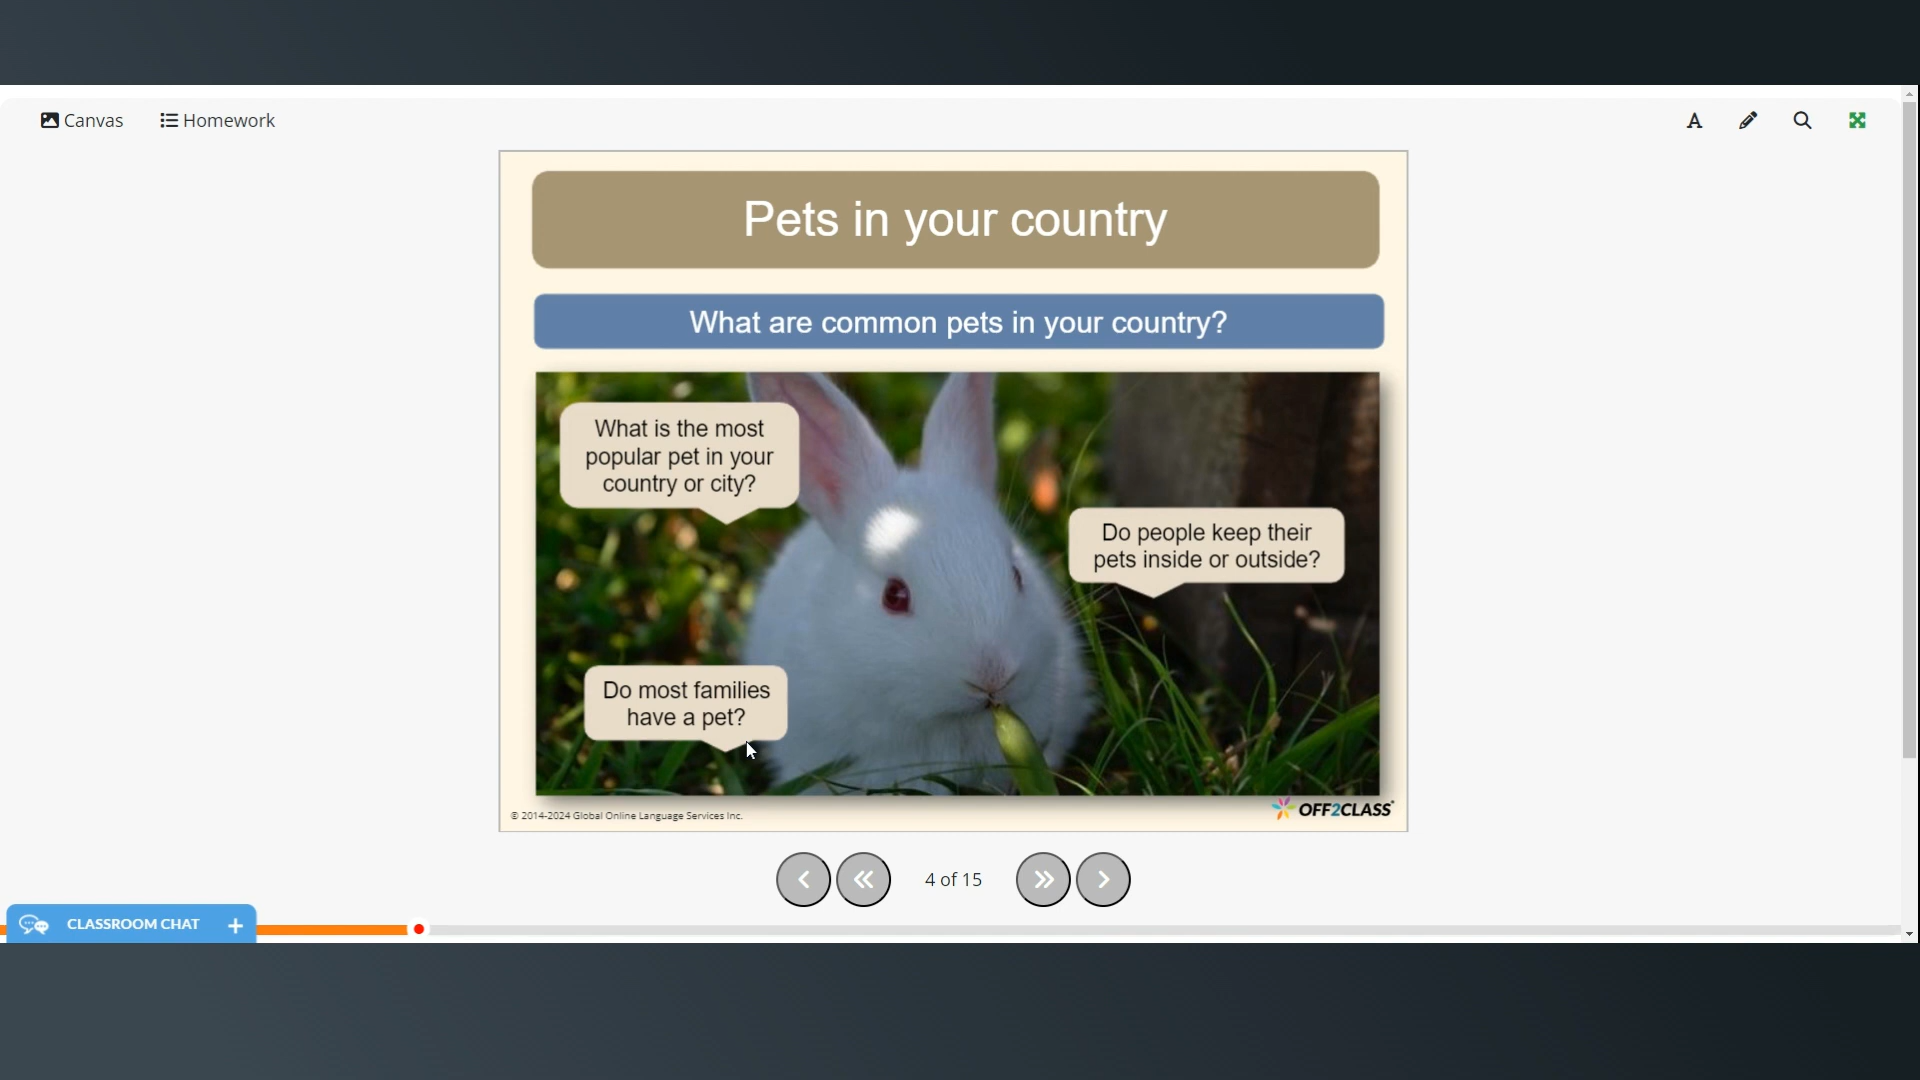 Canvas
Homework
A
Pets in your country
What are common pets in your country?
What is the most
popular pet in your
country or city?
Do people keep their
pets inside or outside?
Do most families
have a pet?
© 2014-2024 Global Online Language Services Inc.
OFF2CLASS
4 of 15
CLASSROOM CHAT